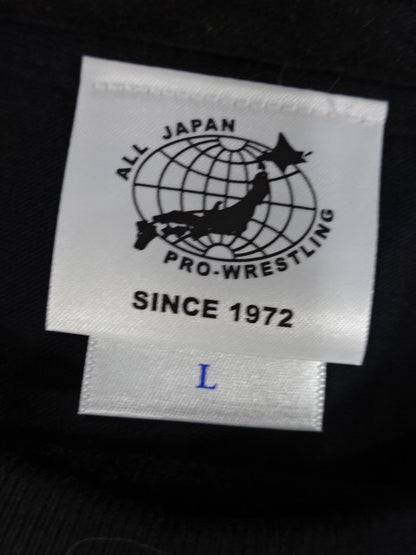 ALL JAPAN
PRO-WRESTLING
SINCE 1972
L